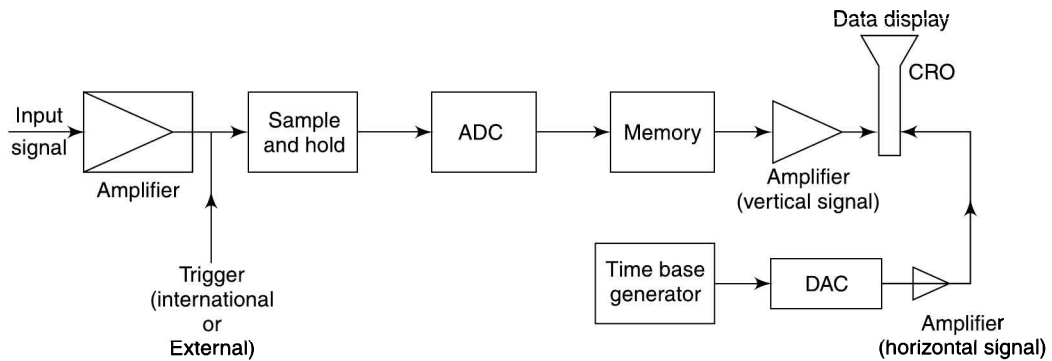 Data display
CRO
Input
signal
Amplifier
Sample
and hold
ADC
Memory
Amplifier
(vertical signal)
Trigger
(international
or
External)
Time base
generator
DAC
Amplifier
(horizontal signal)